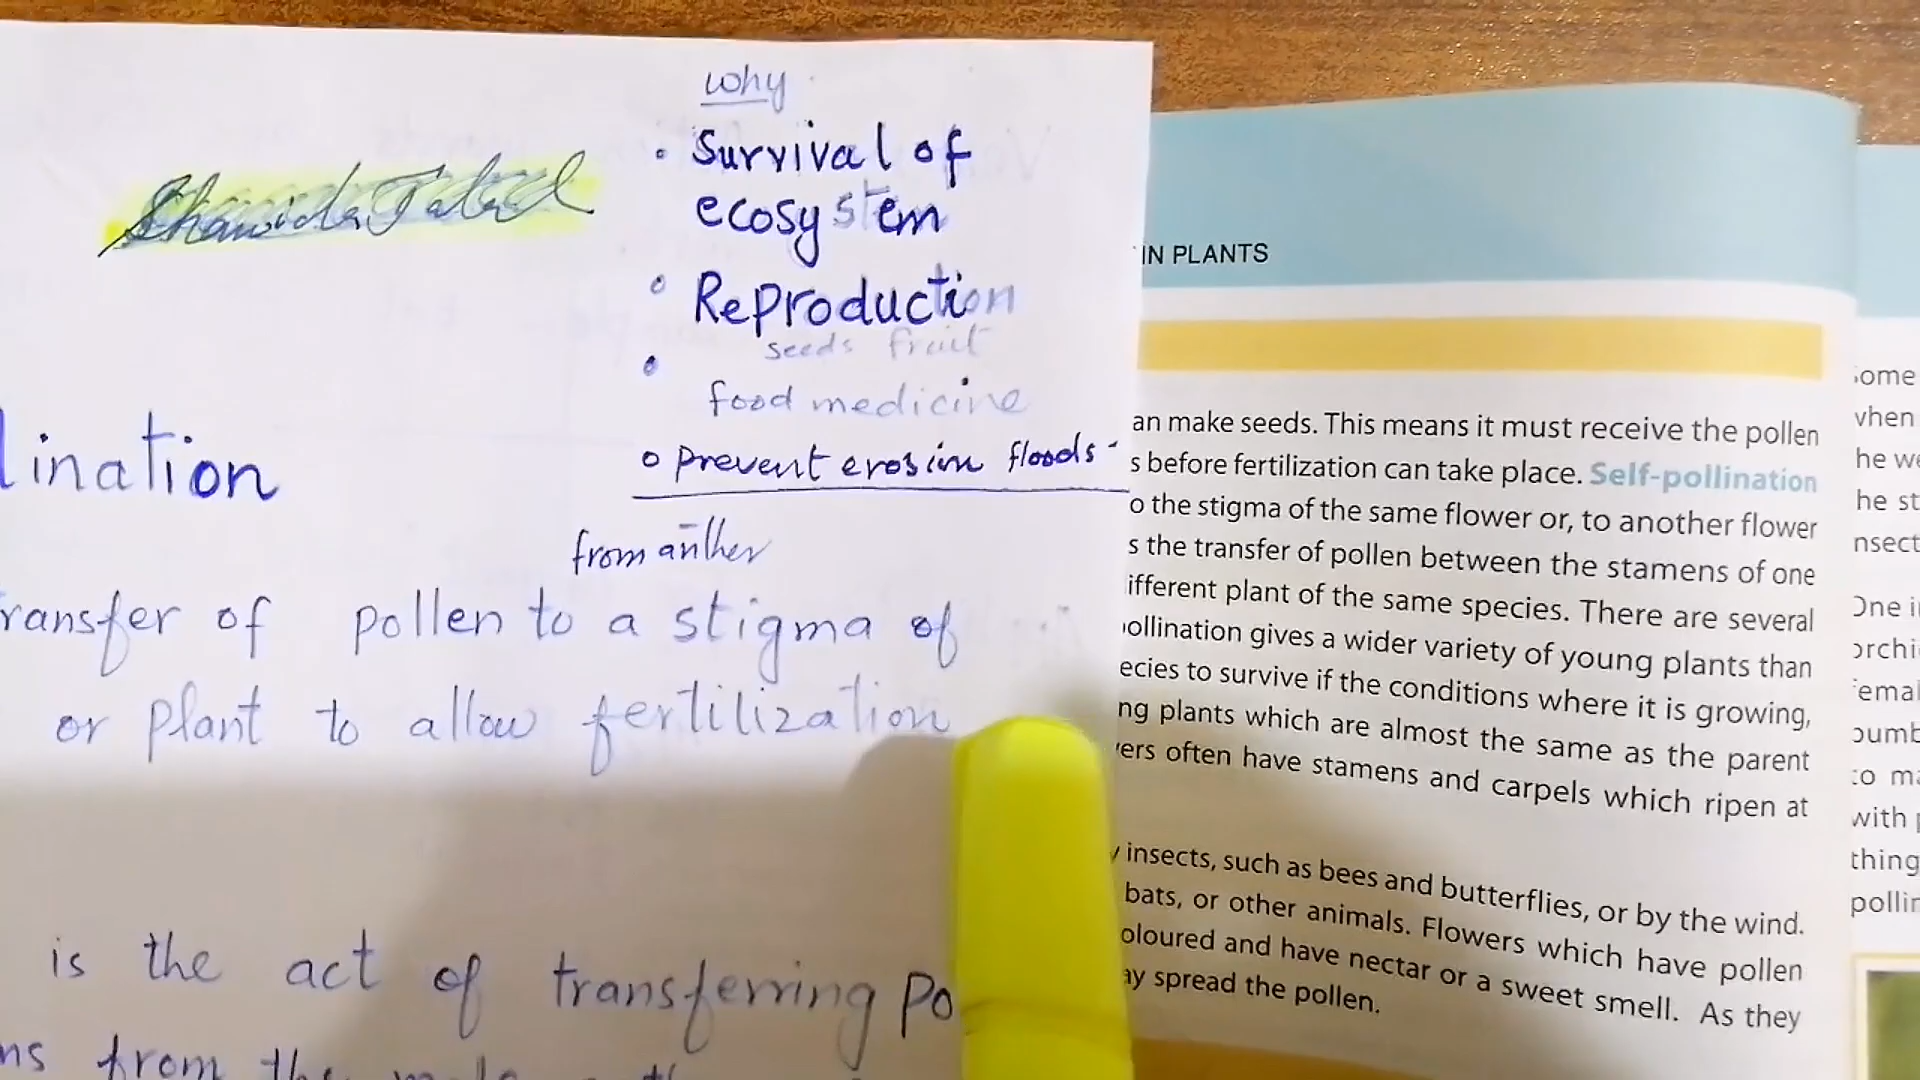 why
• Survival of
ecosystem
• Reproduction
seeds fruit
•
food medicine
• prevent erosion floods-
lination
from anther
ransfer of pollen to a stigma of
or plant to allow fertilization
is the act of transferring po
ns from the
IN PLANTS
an make seeds. This means it must receive the pollen
s before fertilization can take place. Self-pollination
o the stigma of the same flower or, to another flower
s the transfer of pollen between the stamens of one
ifferent plant of the same species. There are several
ollination gives a wider variety of young plants than
ecies to survive if the conditions where it is growing,
ng plants which are almost the same as the parent
ers often have stamens and carpels which ripen at
y insects, such as bees and butterflies, or by the wind.
bats, or other animals. Flowers which have pollen
oloured and have nectar or a sweet smell. As they
ay spread the pollen.
ome
when
he we
he st
nsect
One i
orchi
emal
bumb
to ma
with p
thing
pollin